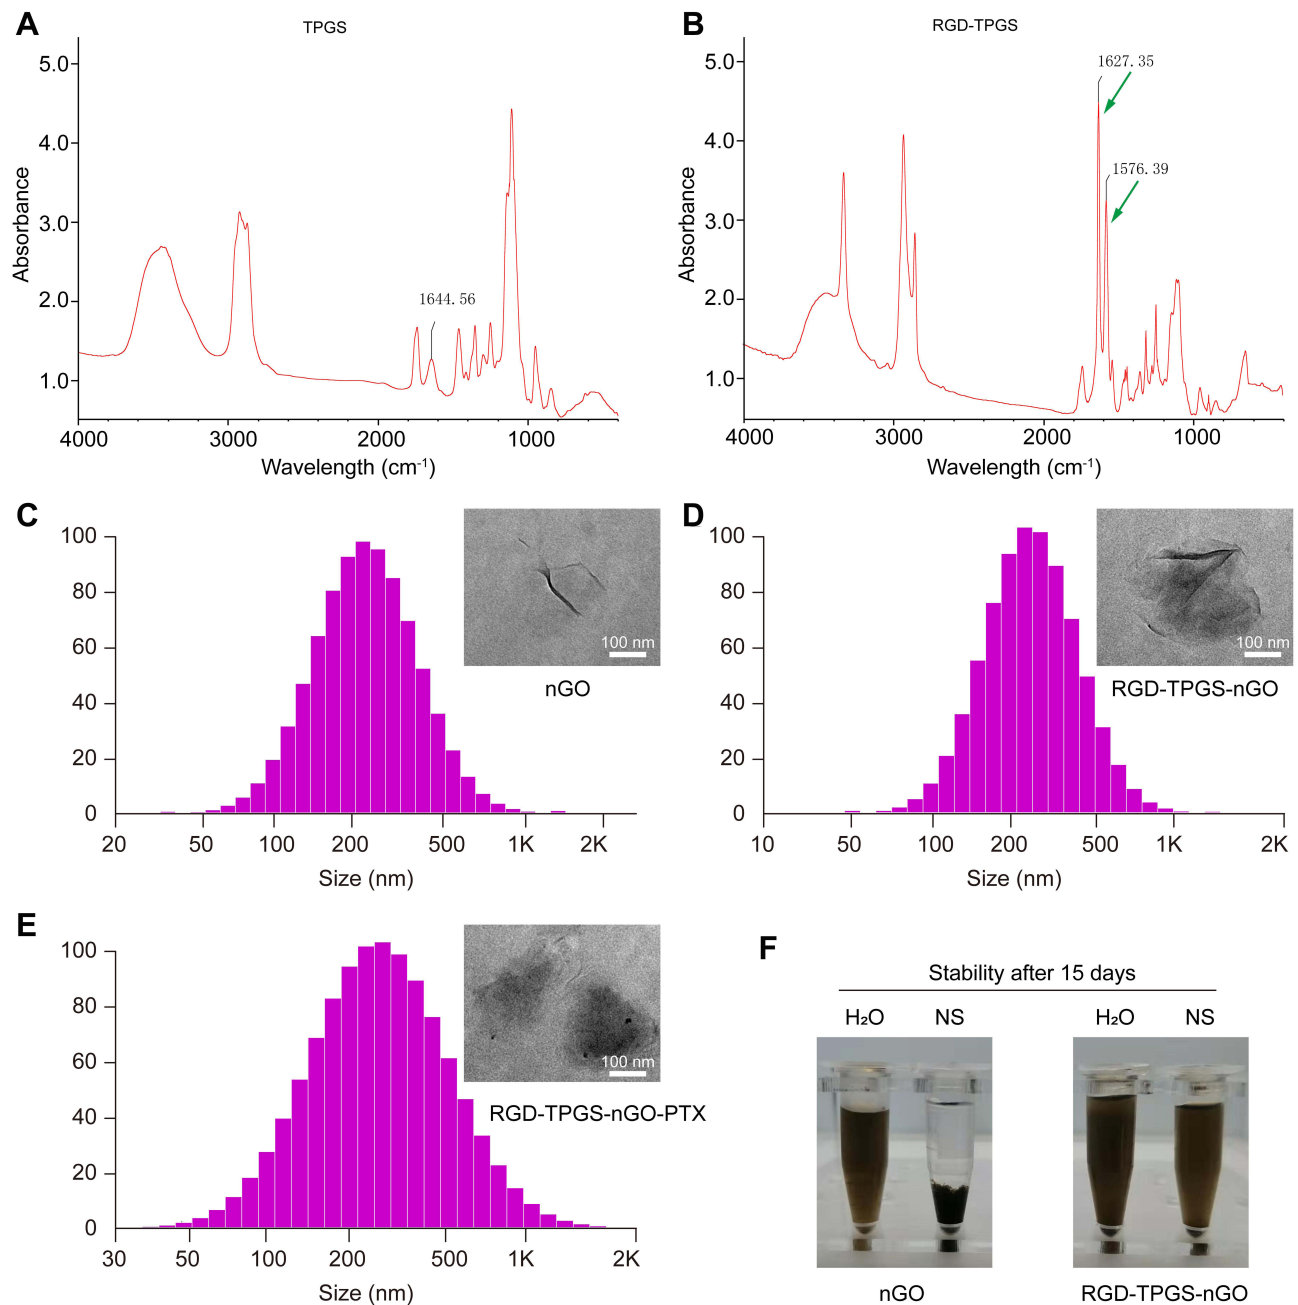 A
TPGS
5.0
4.0
3.0
2.0
1.0
Absorbance
1644.56
4000
3000
2000
1000
Wavelength (cm⁻¹)
B
RGD-TPGS
5.0
4.0
3.0
2.0
1.0
Absorbance
1627.35
1576.39
4000
3000
2000
1000
Wavelength (cm⁻¹)
C
100
80
60
40
20
0
100 nm
nGO
20
50
100
200
500
1K
2K
Size (nm)
D
100
80
60
40
20
0
100 nm
RGD-TPGS-nGO
10
50
100
200
500
1K
2K
Size (nm)
E
100
80
60
40
20
0
100 nm
RGD-TPGS-nGO-PTX
30
50
100
200
500
1K
2K
Size (nm)
F
Stability after 15 days
H₂O
NS
H₂O
NS
nGO
RGD-TPGS-nGO